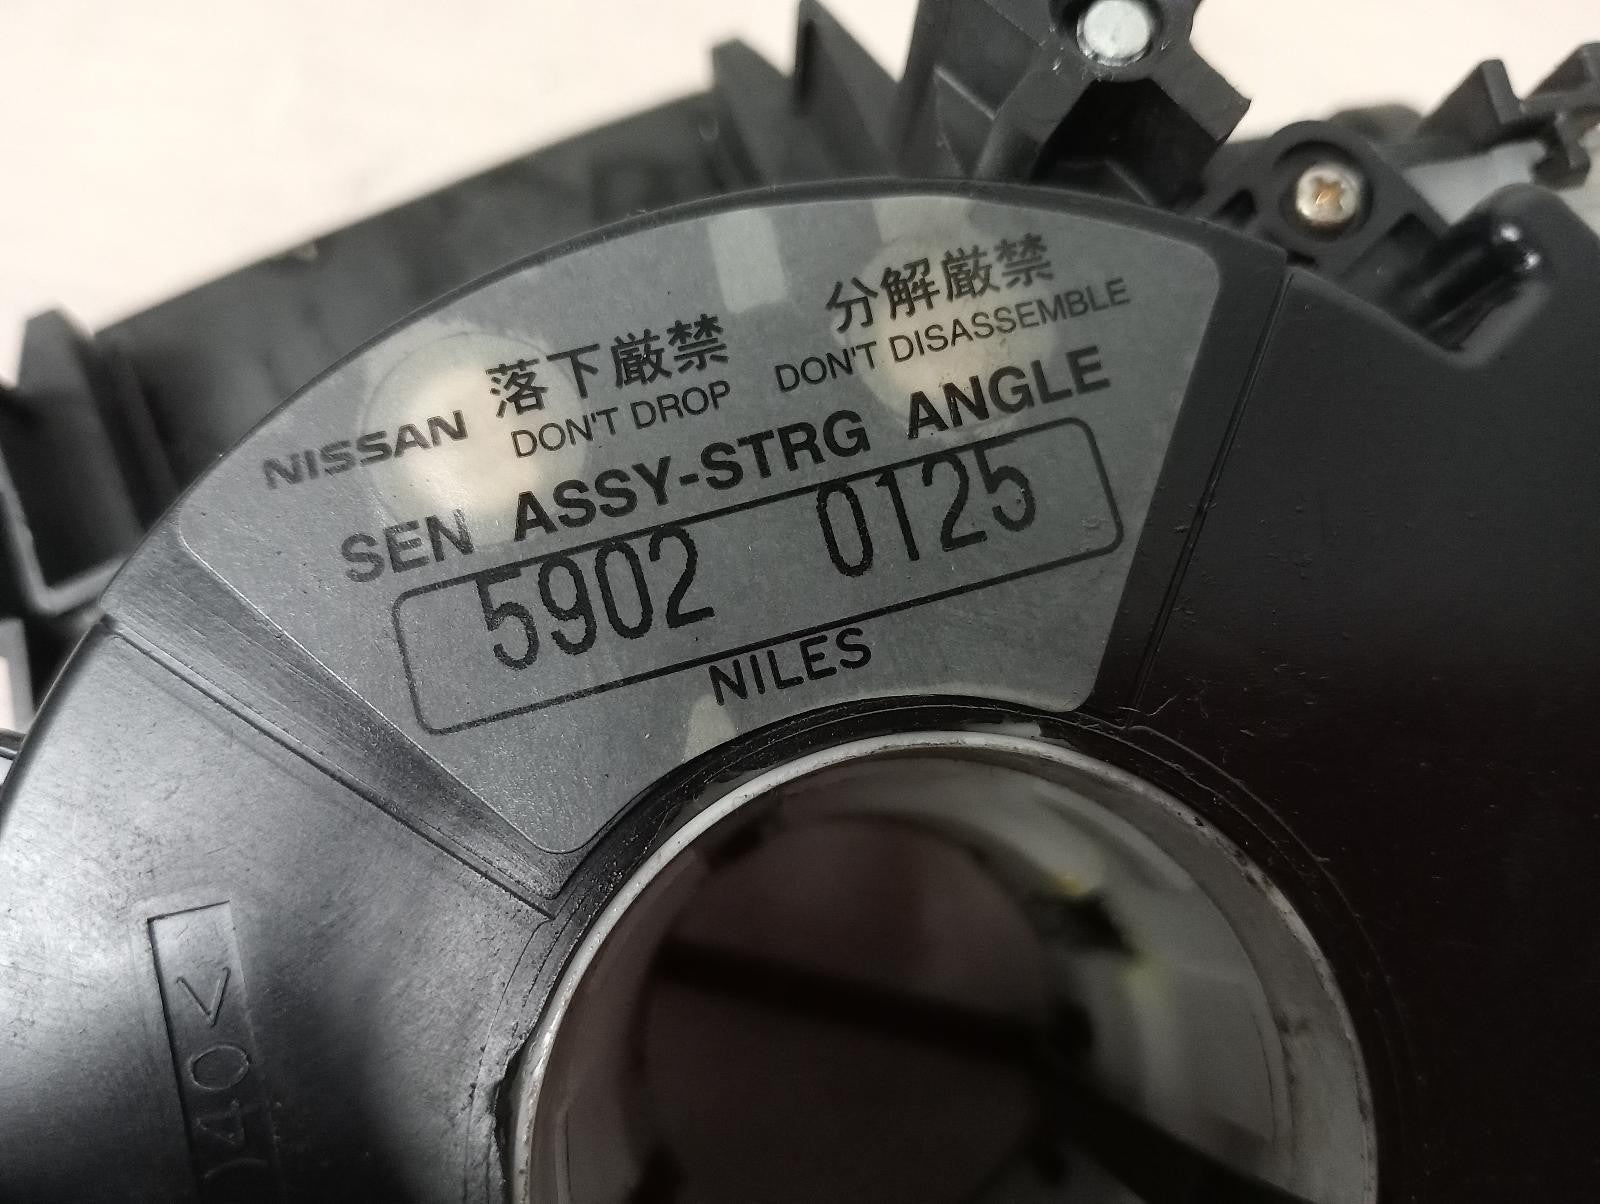 NISSAN 落下厳禁 分解厳禁
DON'T DROP DON'T DISASSEMBLE
SEN ASSY-STRG ANGLE
5902 0125
NILES
40<